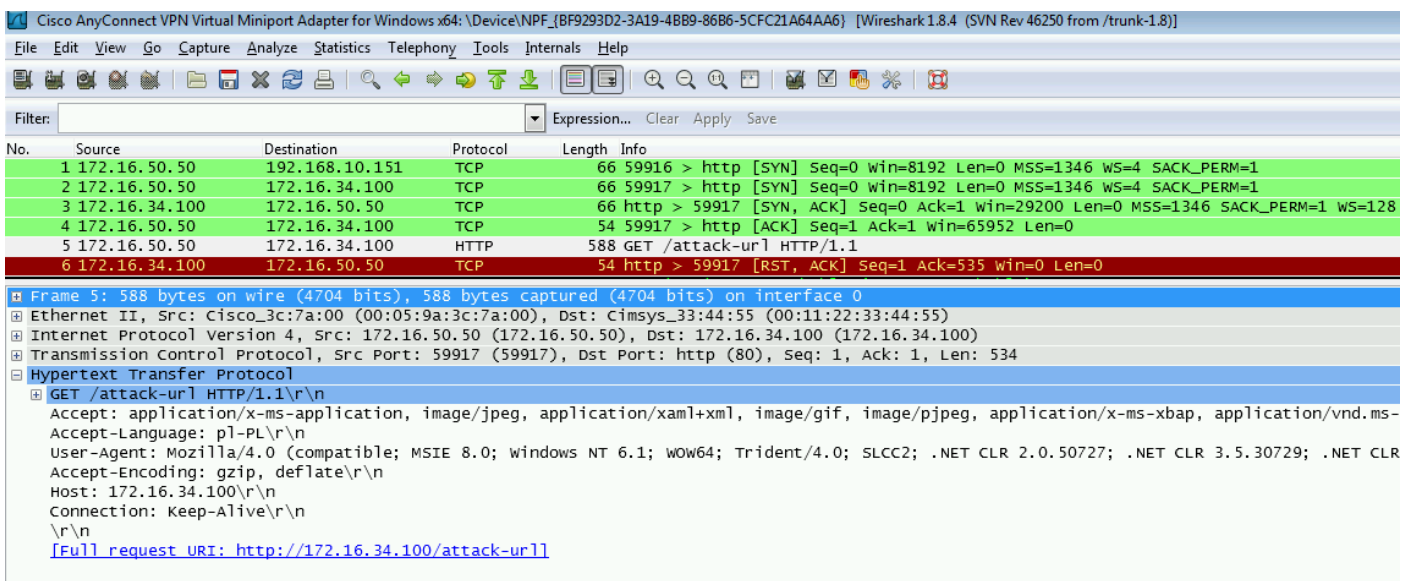 Cisco AnyConnect VPN Virtual Miniport Adapter for Windows x64: \Device\NPF_{BF9293D2-3A19-4BB9-86B6-5CFC21A64AA6} [Wireshark 1.8.4 (SVN Rev 46250 from /trunk-1.8)]
File Edit View Go Capture Analyze Statistics Telephony Tools Internals Help
Filter: Expression... Clear Apply Save
No. Source Destination Protocol Length Info
1 172.16.50.50 192.168.10.151 TCP 66 59916 > http [SYN] Seq=0 Win=8192 Len=0 MSS=1346 WS=4 SACK_PERM=1
2 172.16.50.50 172.16.34.100 TCP 66 59917 > http [SYN] Seq=0 Win=8192 Len=0 MSS=1346 WS=4 SACK_PERM=1
3 172.16.34.100 172.16.50.50 TCP 66 http > 59917 [SYN, ACK] Seq=0 Ack=1 Win=29200 Len=0 MSS=1346 SACK_PERM=1 WS=128
4 172.16.50.50 172.16.34.100 TCP 54 59917 > http [ACK] Seq=1 Ack=1 Win=65952 Len=0
5 172.16.50.50 172.16.34.100 HTTP 588 GET /attack-url HTTP/1.1
6 172.16.34.100 172.16.50.50 TCP 54 http > 59917 [RST, ACK] Seq=1 Ack=535 Win=0 Len=0
Frame 5: 588 bytes on wire (4704 bits), 588 bytes captured (4704 bits) on interface 0
Ethernet II, Src: Cisco_3c:7a:00 (00:05:9a:3c:7a:00), Dst: Cimsys_33:44:55 (00:11:22:33:44:55)
Internet Protocol Version 4, Src: 172.16.50.50 (172.16.50.50), Dst: 172.16.34.100 (172.16.34.100)
Transmission Control Protocol, Src Port: 59917 (59917), Dst Port: http (80), Seq: 1, Ack: 1, Len: 534
Hypertext Transfer Protocol
GET /attack-url HTTP/1.1\r\n
Accept: application/x-ms-application, image/jpeg, application/xaml+xml, image/gif, image/pjpeg, application/x-ms-xbap, application/vnd.ms-
Accept-Language: pl-PL\r\n
User-Agent: Mozilla/4.0 (compatible; MSIE 8.0; Windows NT 6.1; WOW64; Trident/4.0; SLCC2; .NET CLR 2.0.50727; .NET CLR 3.5.30729; .NET CLR
Accept-Encoding: gzip, deflate\r\n
Host: 172.16.34.100\r\n
Connection: Keep-Alive\r\n
\r\n
[Full request URI: http://172.16.34.100/attack-url]